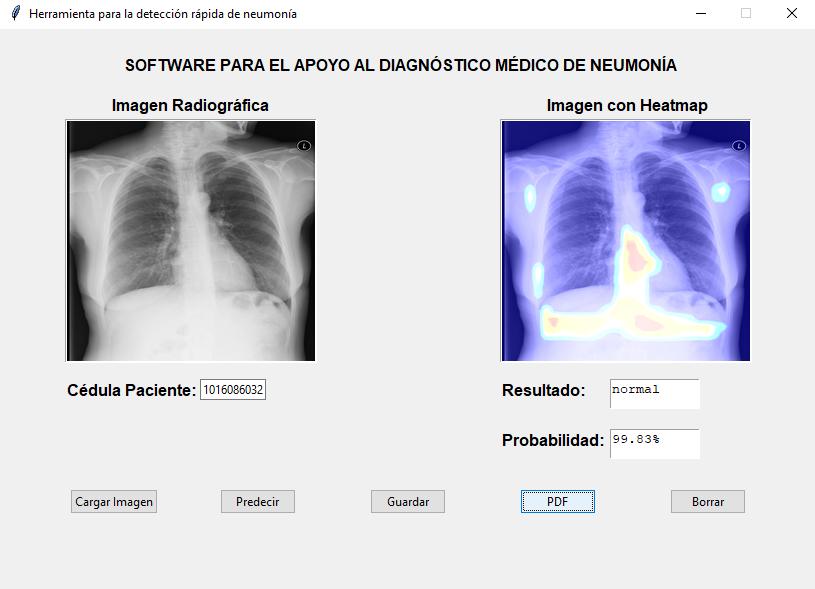 Herramienta para la detección rápida de neumonía
SOFTWARE PARA EL APOYO AL DIAGNÓSTICO MÉDICO DE NEUMONÍA
Imagen Radiográfica
Imagen con Heatmap
L
L
Cédula Paciente: 1016086032
Resultado: normal
Probabilidad: 99.83%
Cargar Imagen Predecir Guardar PDF Borrar